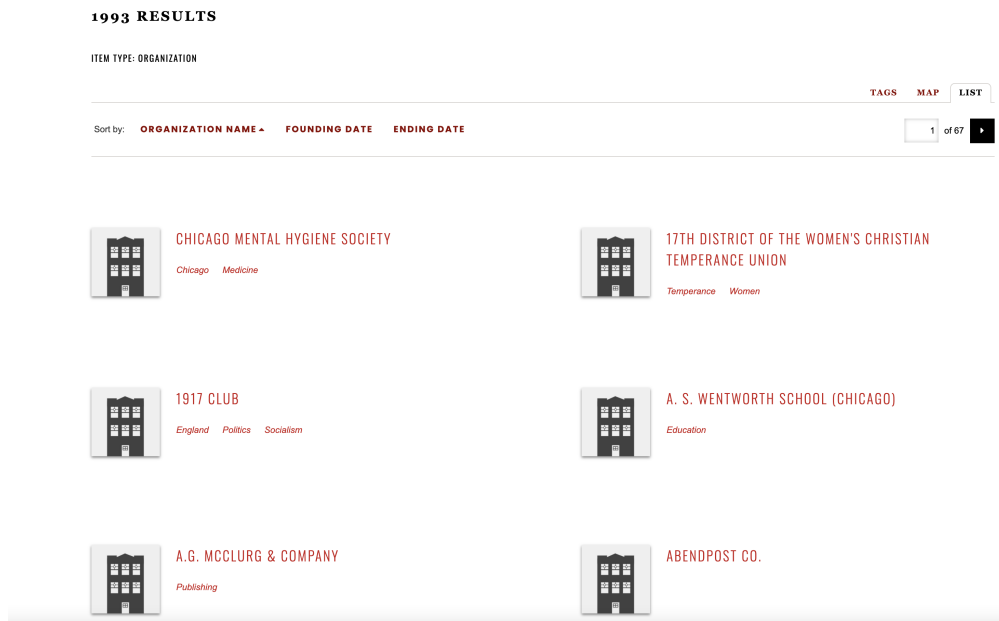 1993 RESULTS
ITEM TYPE: ORGANIZATION
TAGS MAP LIST
Sort by: ORGANIZATION NAME FOUNDING DATE ENDING DATE
1 of 67
CHICAGO MENTAL HYGIENE SOCIETY
Chicago Medicine
17TH DISTRICT OF THE WOMEN'S CHRISTIAN
TEMPERANCE UNION
Temperance Women
1917 CLUB
England Politics Socialism
A. S. WENTWORTH SCHOOL (CHICAGO)
Education
A.G. MCCLURG & COMPANY
Publishing
ABENDPOST CO.